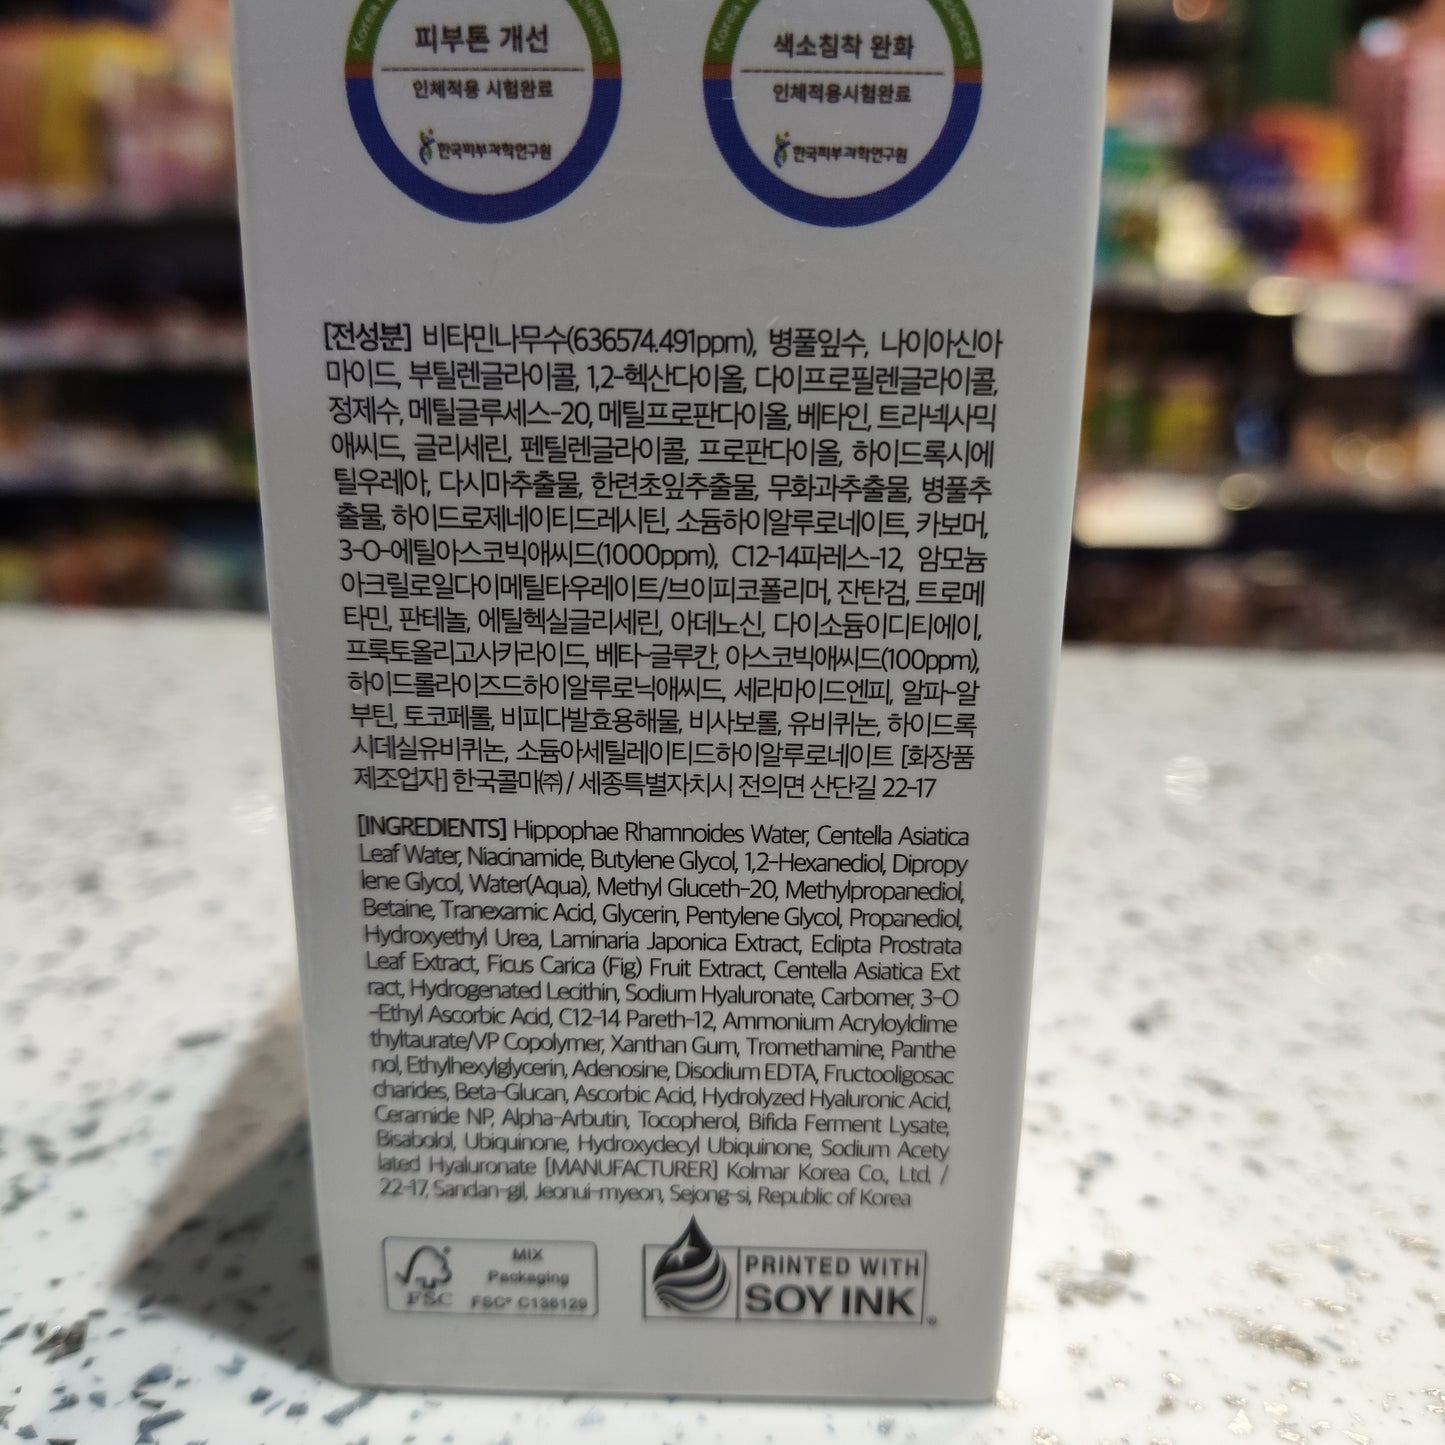 Korea
ciences
피부톤 개선
인체적용 시험완료
한국피부과학연구원
Korea
ciences
색소침착 완화
인체적용시험완료
한국피부과학연구원
[전성분] 비타민나무수(636574.491ppm), 병풀잎수, 나이아신아
마이드, 부틸렌글라이콜, 1,2-헥산다이올, 다이프로필렌글라이콜,
정제수, 메틸글루세스-20, 메틸프로판다이올, 베타인, 트라넥사믹
애씨드, 글리세린, 펜틸렌글라이콜, 프로판다이올, 하이드록시에
틸우레아, 다시마추출물, 한련초잎추출물, 무화과추출물, 병풀추
출물, 하이드로제네이티드레시틴, 소듐하이알루로네이트, 카보머,
3-O-에틸아스코빅애씨드(1000ppm), C12-14파레스-12, 암모늄
아크릴로일다이메틸타우레이트/브이피코폴리머, 잔탄검, 트로메
타민, 판테놀, 에틸헥실글리세린, 아데노신, 다이소듐이디티에이,
프룩토올리고사카라이드, 베타-글루칸, 아스코빅애씨드(100ppm),
하이드롤라이즈드하이알루로닉애씨드, 세라마이드엔피, 알파-알
부틴, 토코페롤, 비피다발효용해물, 비사보롤, 유비퀴논, 하이드록
시데실유비퀴논, 소듐아세틸레이티드하이알루로네이트 [화장품
제조업자] 한국콜마㈜ / 세종특별자치시 전의면 산단길 22-17
[INGREDIENTS] Hippophae Rhamnoides Water, Centella Asiatica
Leaf Water, Niacinamide, Butylene Glycol, 1,2-Hexanediol, Dipropy
lene Glycol, Water(Aqua), Methyl Gluceth-20, Methylpropanediol,
Betaine, Tranexamic Acid, Glycerin, Pentylene Glycol, Propanediol,
Hydroxyethyl Urea, Laminaria Japonica Extract, Eclipta Prostrata
Leaf Extract, Ficus Carica (Fig) Fruit Extract, Centella Asiatica Ext
ract, Hydrogenated Lecithin, Sodium Hyaluronate, Carbomer, 3-O
-Ethyl Ascorbic Acid, C12-14 Pareth-12, Ammonium Acryloyldime
thyltaurate/VP Copolymer, Xanthan Gum, Tromethamine, Panthe
nol, Ethylhexylglycerin, Adenosine, Disodium EDTA, Fructooligosac
charides, Beta-Glucan, Ascorbic Acid, Hydrolyzed Hyaluronic Acid,
Ceramide NP, Alpha-Arbutin, Tocopherol, Bifida Ferment Lysate,
Bisabolol, Ubiquinone, Hydroxydecyl Ubiquinone, Sodium Acety
lated Hyaluronate [MANUFACTURER] Kolmar Korea Co., Ltd. /
22-17, Sandan-gil, Jeonui-myeon, Sejong-si, Republic of Korea
FSC
MIX
Packaging
FSC® C136129
PRINTED WITH
SOY INK